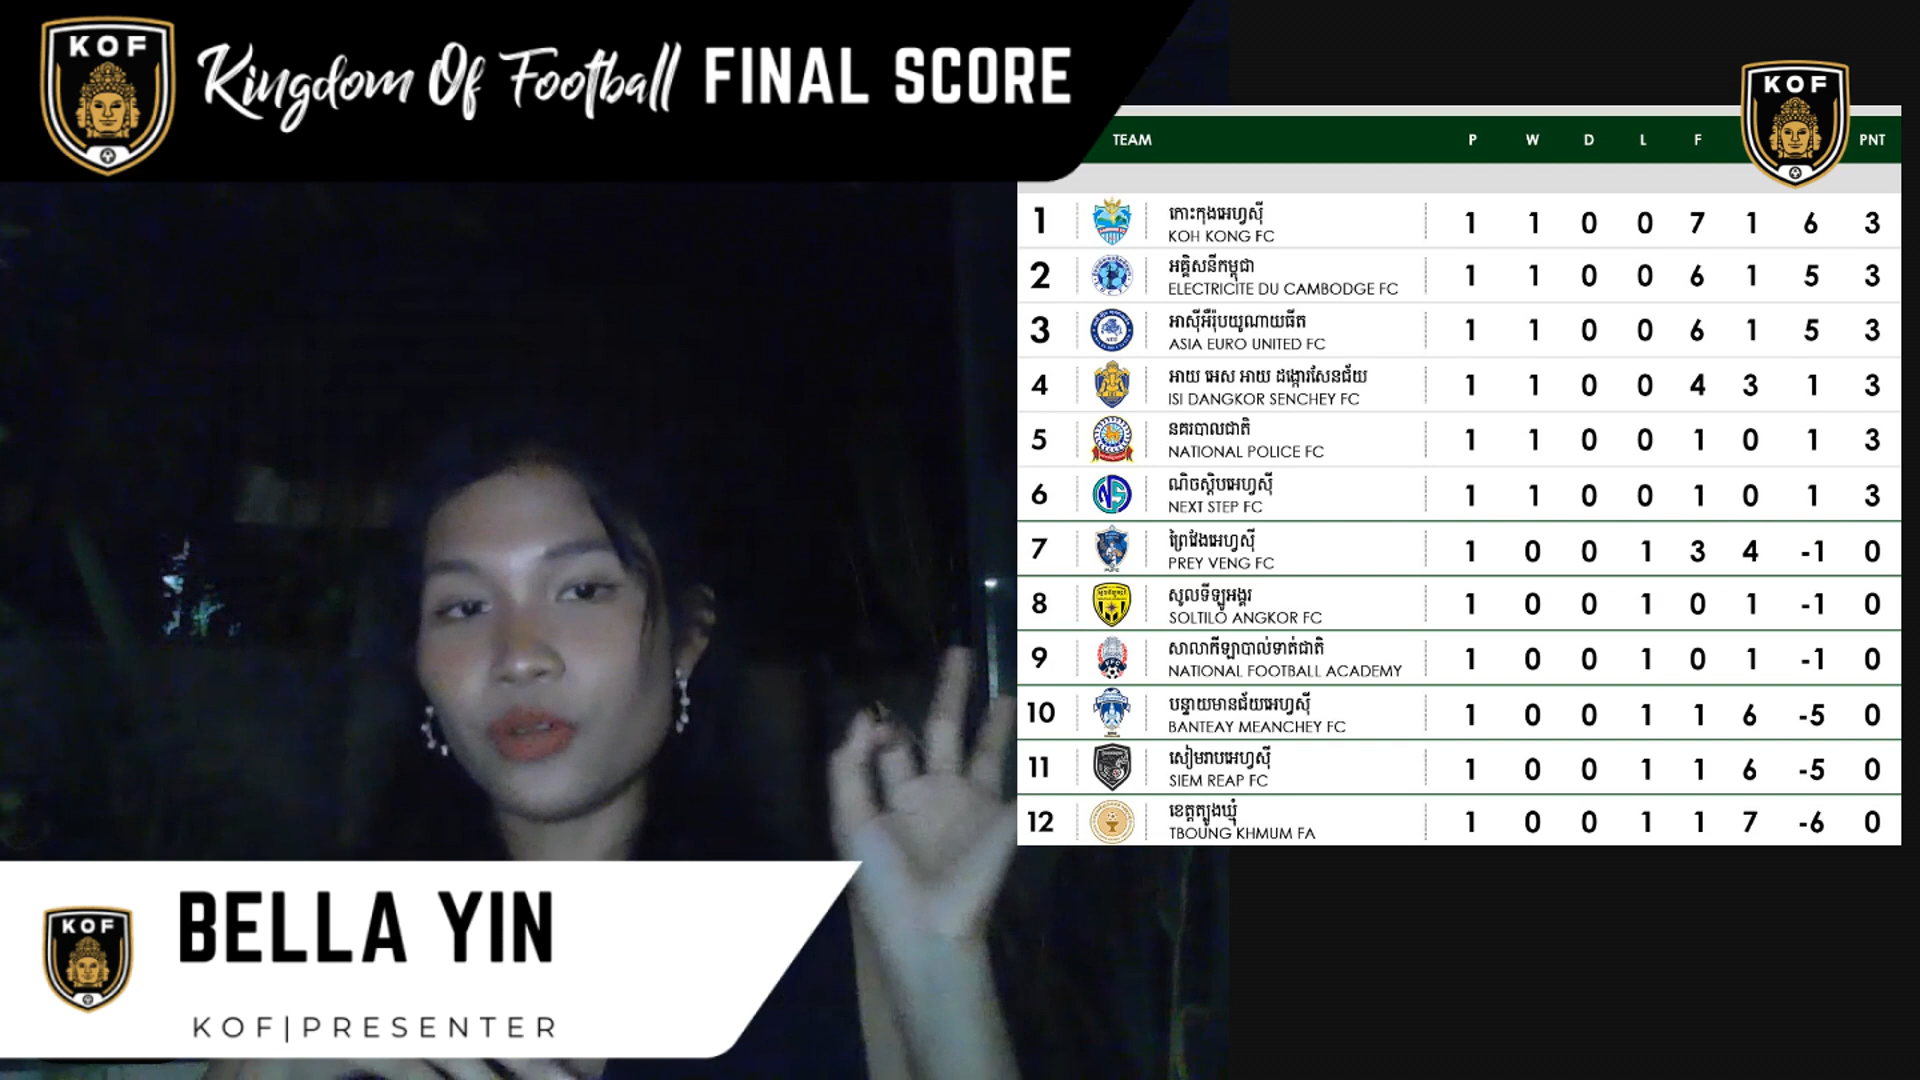 KOF
Kingdom Of Football FINAL SCORE
KOF
TEAM P W D L F PNT
1 កោះកុងអេហ្វស៊ី 1 1 0 0 7 1 6 3
KOH KONG FC
2 អគ្គិសនីកម្ពុជា 1 1 0 0 6 1 5 3
ELECTRICITE DU CAMBODGE FC
3 អាស៊ីអឺរ៉ុបយូណាយធីត 1 1 0 0 6 1 5 3
ASIA EURO UNITED FC
4 អាយ អេស អាយ ដង្កោរសែនជ័យ 1 1 0 0 4 3 1 3
ISI DANGKOR SENCHEY FC
5 នគរបាលជាតិ 1 1 0 0 1 0 1 3
NATIONAL POLICE FC
6 ណិចស្តិបអេហ្វស៊ី 1 1 0 0 1 0 1 3
NEXT STEP FC
7 ព្រៃវែងអេហ្វស៊ី 1 0 0 1 3 4 -1 0
PREY VENG FC
8 សូលទីឡូអង្គរ 1 0 0 1 0 1 -1 0
SOLTILO ANGKOR FC
9 សាលាកីឡាបាល់ទាត់ជាតិ 1 0 0 1 0 1 -1 0
NATIONAL FOOTBALL ACADEMY
10 បន្ទាយមានជ័យអេហ្វស៊ី 1 0 0 1 1 6 -5 0
BANTEAY MEANCHEY FC
11 សៀមរាបអេហ្វស៊ី 1 0 0 1 1 6 -5 0
SIEM REAP FC
12 ខេត្តត្បូងឃ្មុំ 1 0 0 1 1 7 -6 0
TBOUNG KHMUM FA
KOF
BELLA YIN
KOF|PRESENTER